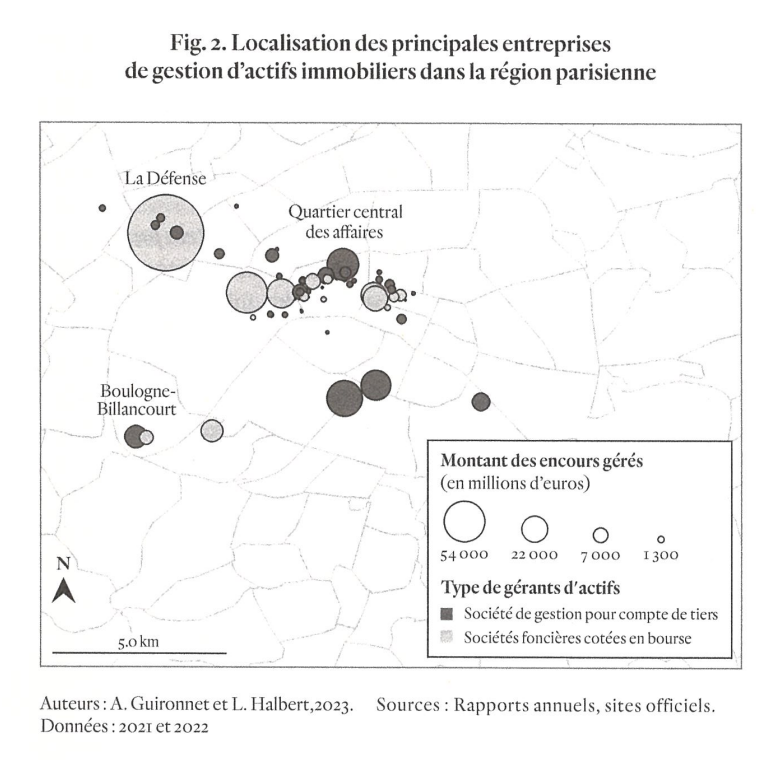 Fig. 2. Localisation des principales entreprises
de gestion d'actifs immobiliers dans la région parisienne
La Défense
Quartier central
des affaires
Boulogne-
Billancourt
Montant des encours gérés
(en millions d'euros)
54 000 22 000 7 000 1 300
Type de gérants d'actifs
Société de gestion pour compte de tiers
Sociétés foncières cotées en bourse
N
5.0 km
Auteurs : A. Guironnet et L. Halbert,2023. Sources : Rapports annuels, sites officiels.
Données : 2021 et 2022